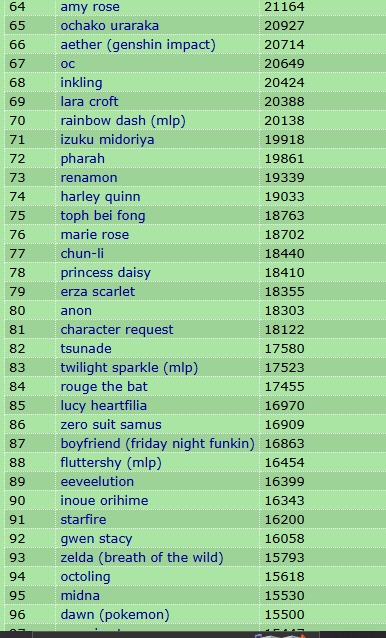 64 amy rose 21164
65 ochako uraraka 20927
66 aether (genshin impact) 20714
67 oc 20649
68 inkling 20424
69 lara croft 20388
70 rainbow dash (mlp) 20138
71 izuku midoriya 19918
72 pharah 19861
73 renamon 19339
74 harley quinn 19033
75 toph bei fong 18763
76 marie rose 18702
77 chun-li 18440
78 princess daisy 18410
79 erza scarlet 18355
80 anon 18303
81 character request 18122
82 tsunade 17580
83 twilight sparkle (mlp) 17523
84 rouge the bat 17455
85 lucy heartfilia 16970
86 zero suit samus 16909
87 boyfriend (friday night funkin) 16863
88 fluttershy (mlp) 16454
89 eeveelution 16399
90 inoue orihime 16343
91 starfire 16200
92 gwen stacy 16058
93 zelda (breath of the wild) 15793
94 octoling 15618
95 midna 15530
96 dawn (pokemon) 15500